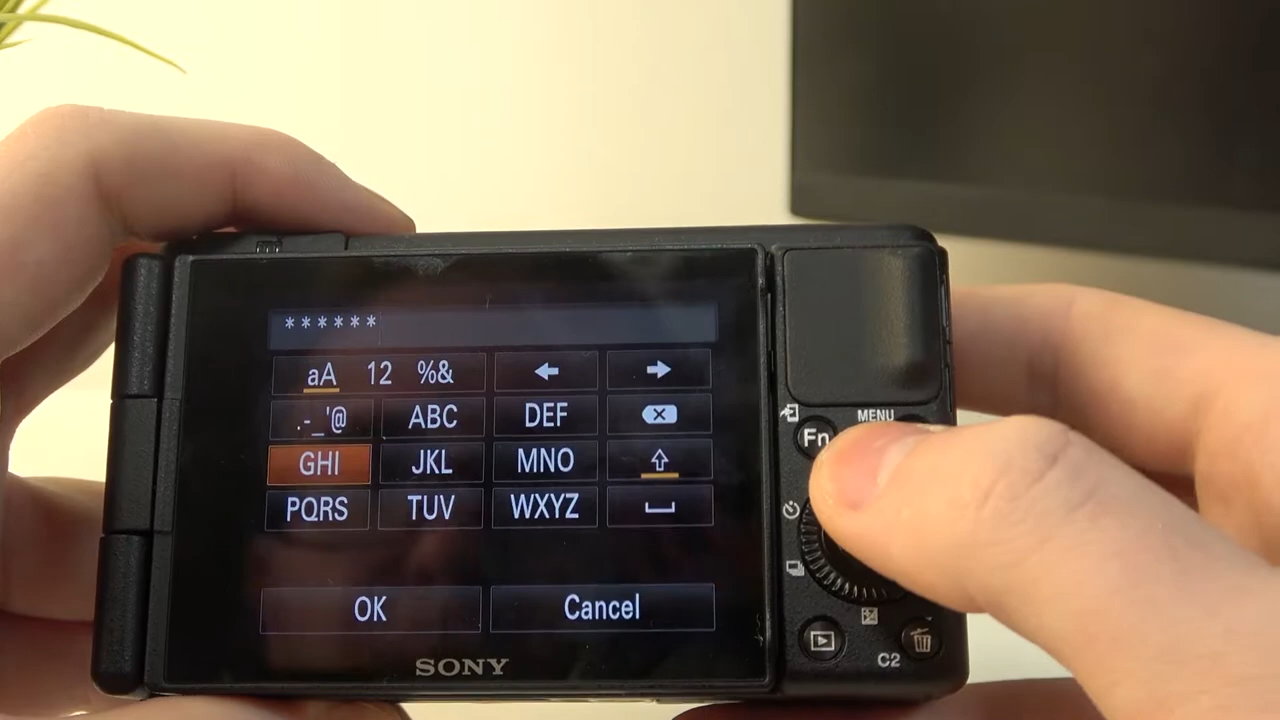 ******
aA 12 %&
.-_'@ ABC DEF
GHI JKL MNO
PQRS TUV WXYZ
OK Cancel
SONY
MENU
Fn
C2